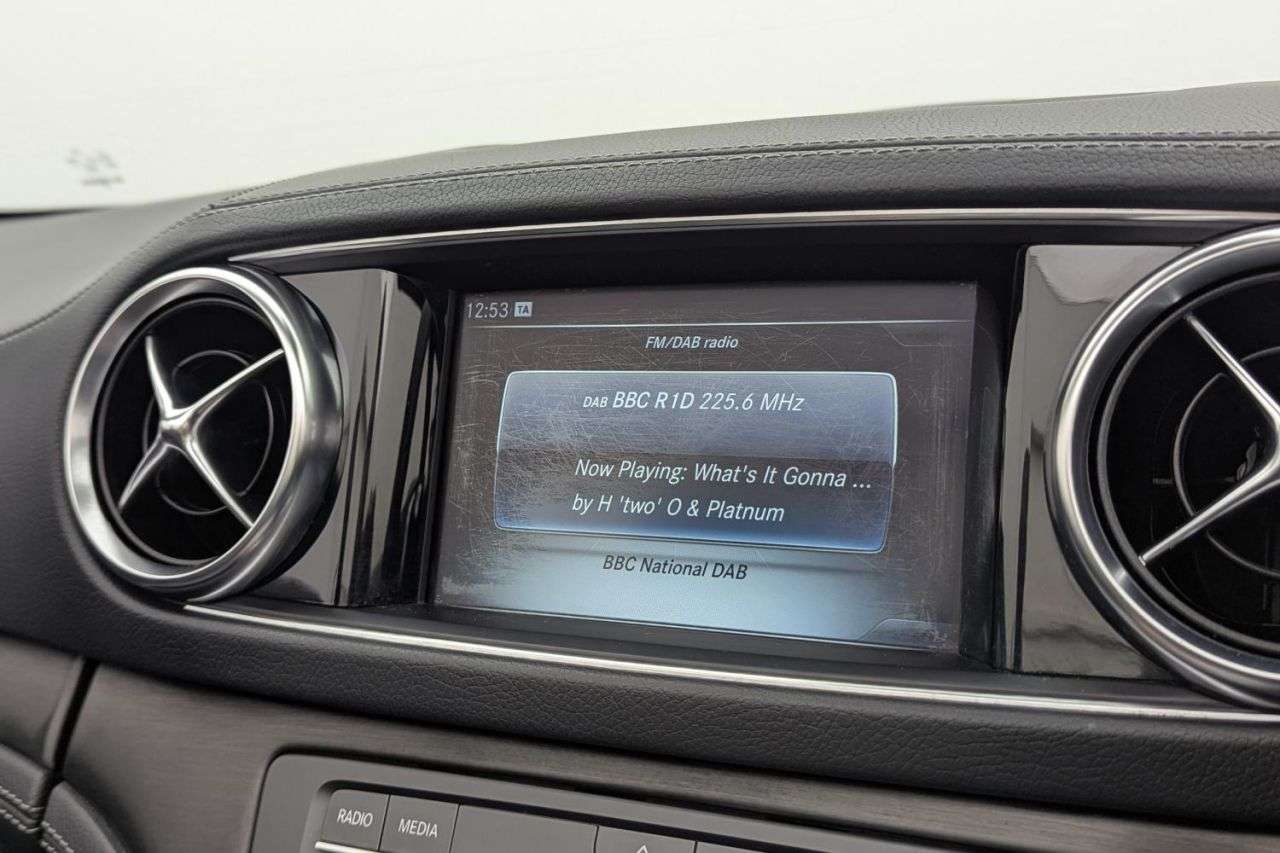 12:53 TA
FM/DAB radio
DAB BBC R1D 225.6 MHz
Now Playing: What's It Gonna ...
by H 'two' O & Platnum
BBC National DAB
RADIO MEDIA